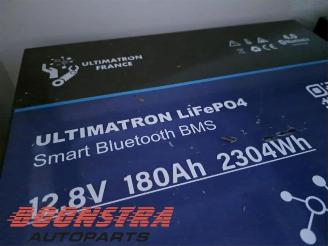 ULTIMATRON
FRANCE
ULTIMATRON LiFePO4
Smart Bluetooth BMS
12,8V 180Ah 2304Wh
BOONSTRA
AUTOPARTS